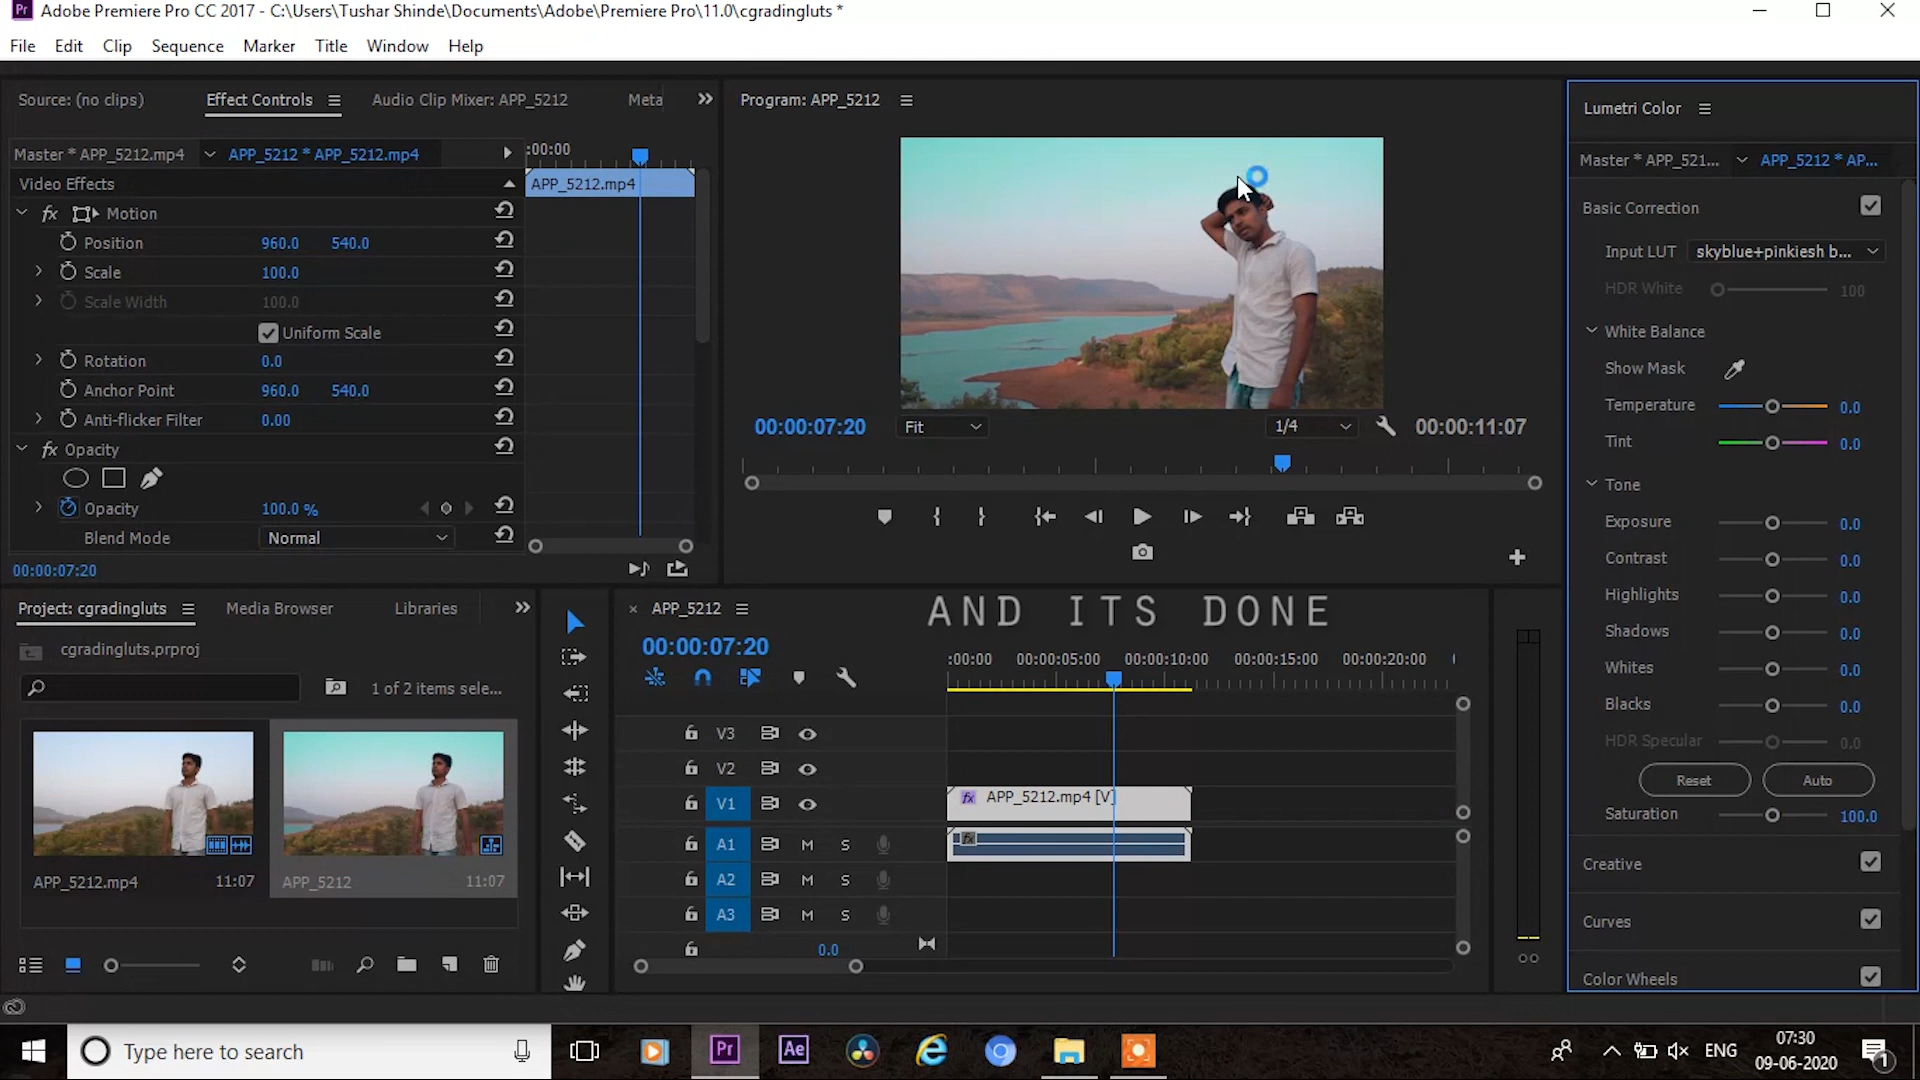 Adobe Premiere Pro CC 2017 - C:\Users\Tushar Shinde\Documents\Adobe\Premiere Pro\11.0\cgradingluts *
File Edit Clip Sequence Marker Title Window Help
Source: (no clips) Effect Controls Audio Clip Mixer: APP_5212 Meta
Master * APP_5212.mp4 APP_5212 * APP_5212.mp4
:00:00
Video Effects
APP_5212.mp4
fx Motion
Position 960.0 540.0
Scale 100.0
Scale Width 100.0
Uniform Scale
Rotation 0.0
Anchor Point 960.0 540.0
Anti-flicker Filter 0.00
fx Opacity
Opacity 100.0 %
Blend Mode Normal
00:00:07:20
Program: APP_5212
00:00:07:20 Fit 1/4 00:00:11:07
Lumetri Color
Master * APP_521... APP_5212 * AP...
Basic Correction
Input LUT skyblue+pinkiesh b...
HDR White 100
White Balance
Show Mask
Temperature 0.0
Tint 0.0
Tone
Exposure 0.0
Contrast 0.0
Highlights 0.0
Shadows 0.0
Whites 0.0
Blacks 0.0
HDR Specular 0.0
Reset Auto
Saturation 100.0
Creative
Curves
Color Wheels
Project: cgradingluts Media Browser Libraries
cgradingluts.prproj
1 of 2 items sele...
APP_5212.mp4 11:07
APP_5212 11:07
APP_5212
AND ITS DONE
00:00:07:20
:00:00 00:00:05:00 00:00:10:00 00:00:15:00 00:00:20:00
V3
V2
V1
fx APP_5212.mp4 [V]
A1 M S
fx
A2 M S
A3 M S
0.0
Type here to search
Pr
Ae
ENG
07:30
09-06-2020
1